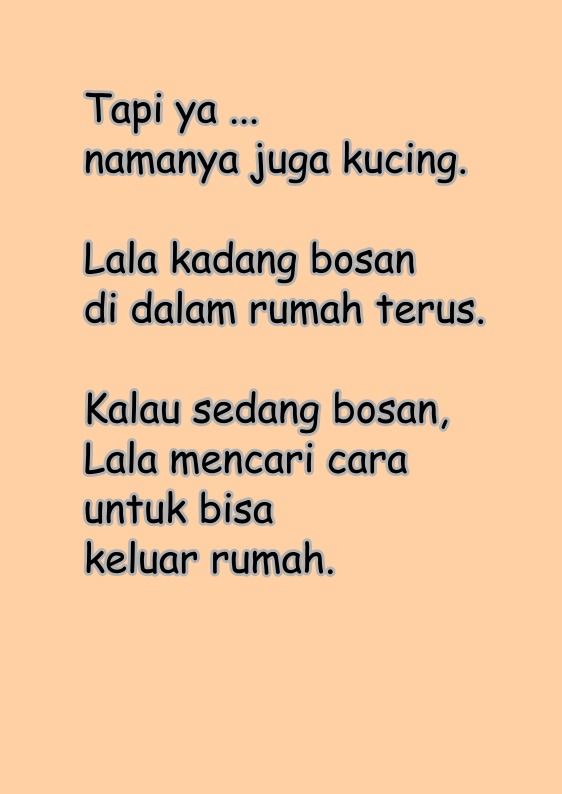 Tapi ya ...
namanya juga kucing.
Lala kadang bosan
di dalam rumah terus.
Kalau sedang bosan,
Lala mencari cara
untuk bisa
keluar rumah.